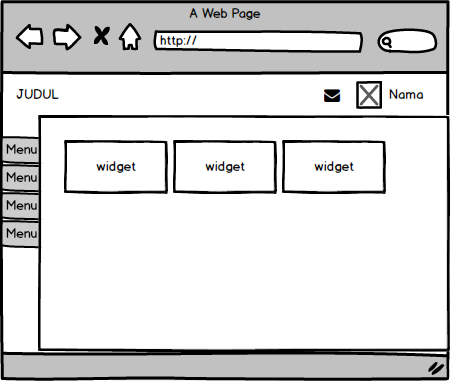 A Web Page
http://
JUDUL
Nama
Menu
Menu
Menu
Menu
widget widget widget